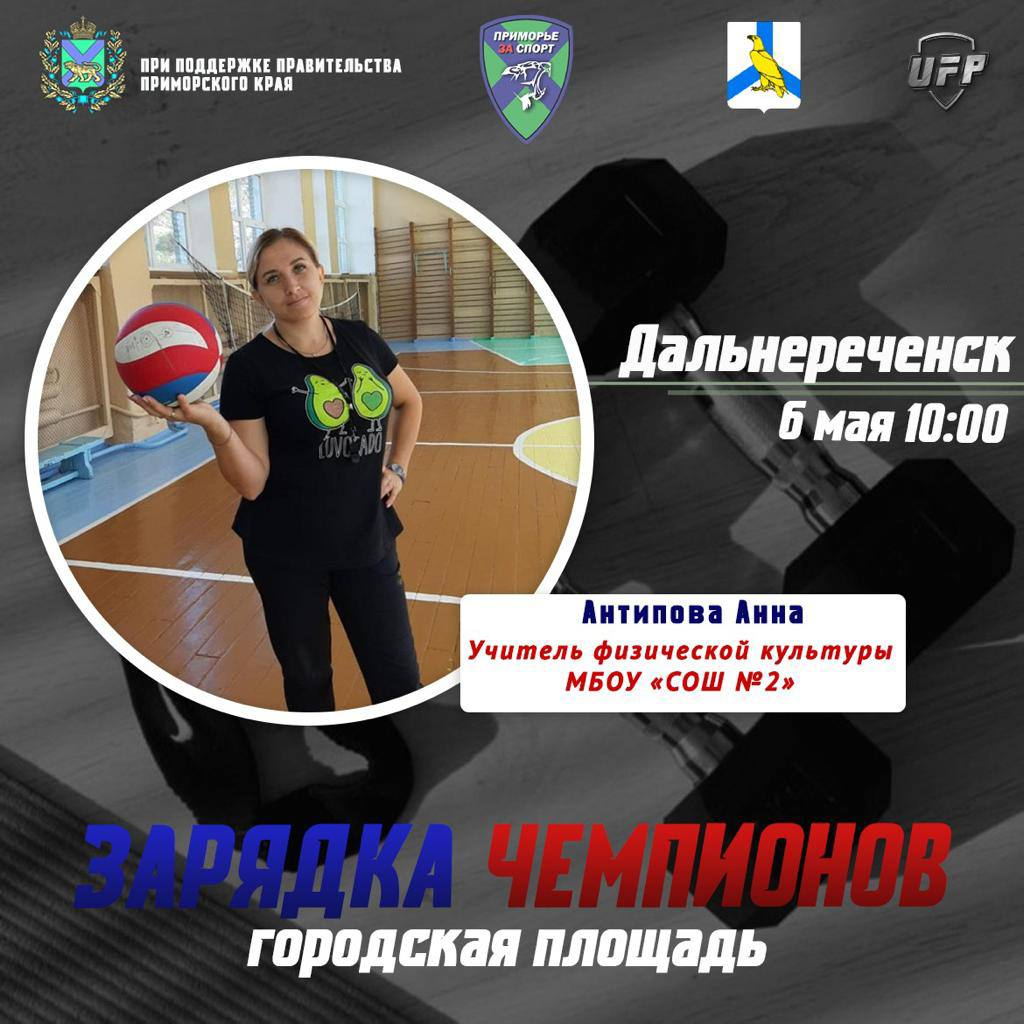 ПРИ ПОДДЕРЖКЕ ПРАВИТЕЛЬСТВА
ПРИМОРСКОГО КРАЯ
ПРИМОРЬЕ
ЗА СПОРТ
UFP
Дальнереченск
6 мая 10:00
LUVCADO
Антипова Анна
Учитель физической культуры
МБОУ «СОШ №2»
ЗАРЯДКА ЧЕМПИОНОВ
городская площадь